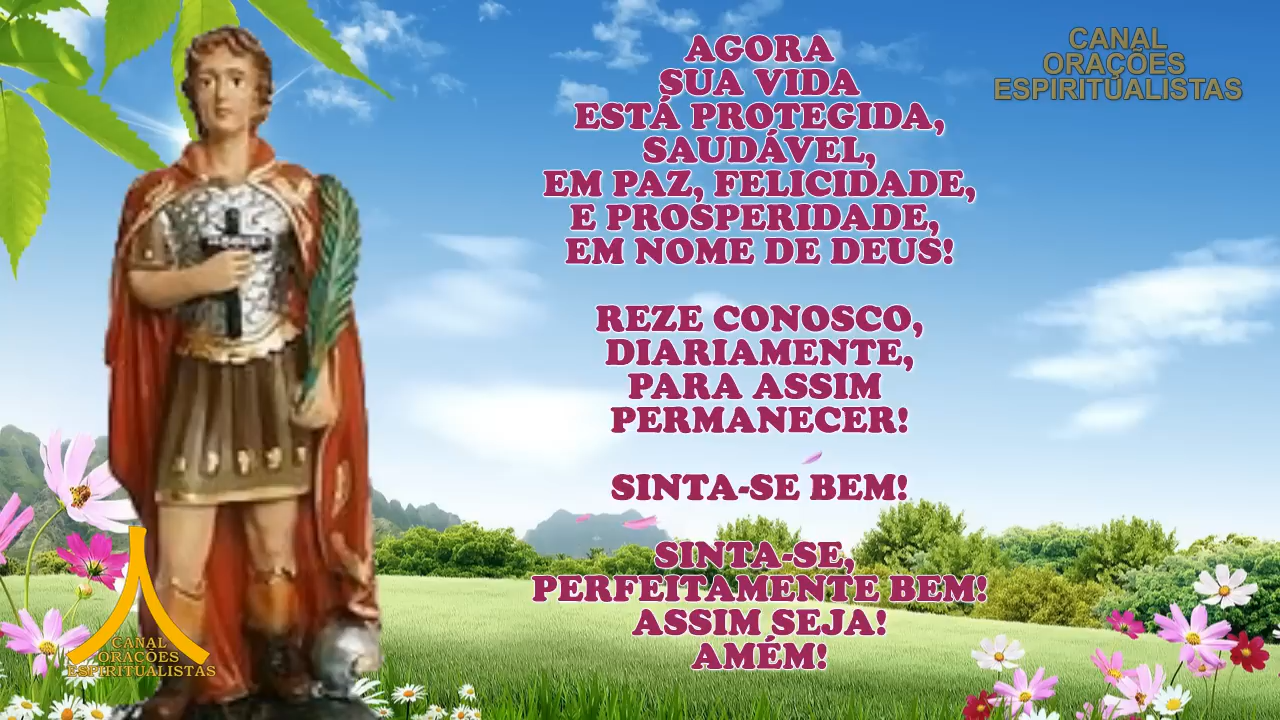 AGORA
SUA VIDA
ESTÁ PROTEGIDA,
SAUDÁVEL,
EM PAZ, FELICIDADE,
E PROSPERIDADE,
EM NOME DE DEUS!
REZE CONOSCO,
DIARIAMENTE,
PARA ASSIM
PERMANECER!
SINTA-SE BEM!
SINTA-SE,
PERFEITAMENTE BEM!
ASSIM SEJA!
AMÉM!
CANAL
ORAÇÕES
ESPIRITUALISTAS
CANAL
ORAÇÕES
ESPIRITUALISTAS